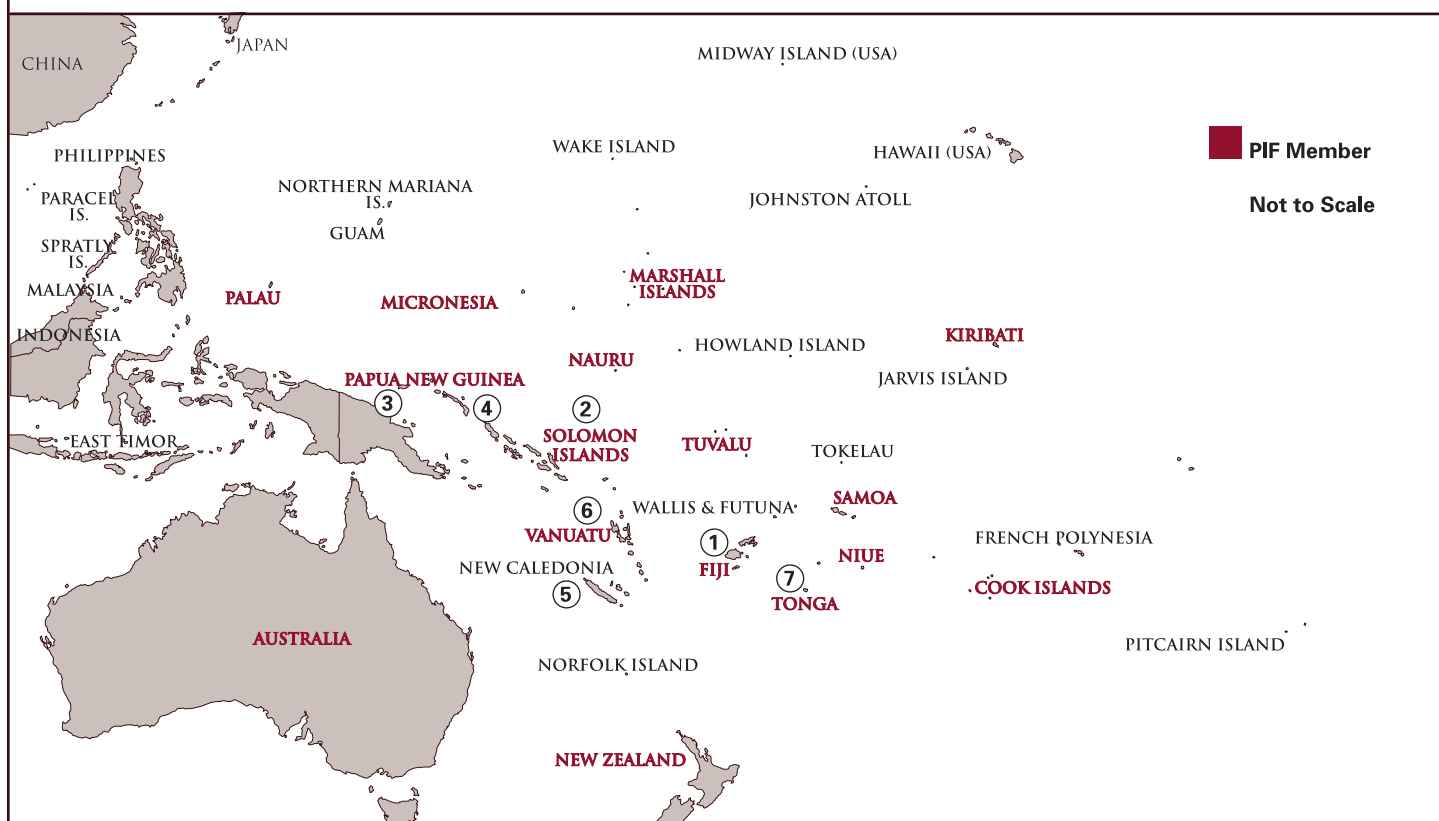 JAPAN
CHINA
MIDWAY ISLAND (USA)
WAKE ISLAND
HAWAII (USA)
PIF Member
Not to Scale
PHILIPPINES
PARACEL
IS.
NORTHERN MARIANA
IS.
JOHNSTON ATOLL
GUAM
SPRATLY
IS.
MALAYSIA
PALAU
MICRONESIA
MARSHALL
ISLANDS
INDONESIA
HOWLAND ISLAND
KIRIBATI
NAURU
JARVIS ISLAND
PAPUA NEW GUINEA
3
4
2
SOLOMON
ISLANDS
EAST TIMOR
TUVALU
TOKELAU
SAMOA
WALLIS & FUTUNA
6
VANUATU
1
FIJI
NIUE
FRENCH POLYNESIA
NEW CALEDONIA
5
7
TONGA
COOK ISLANDS
AUSTRALIA
PITCAIRN ISLAND
NORFOLK ISLAND
NEW ZEALAND